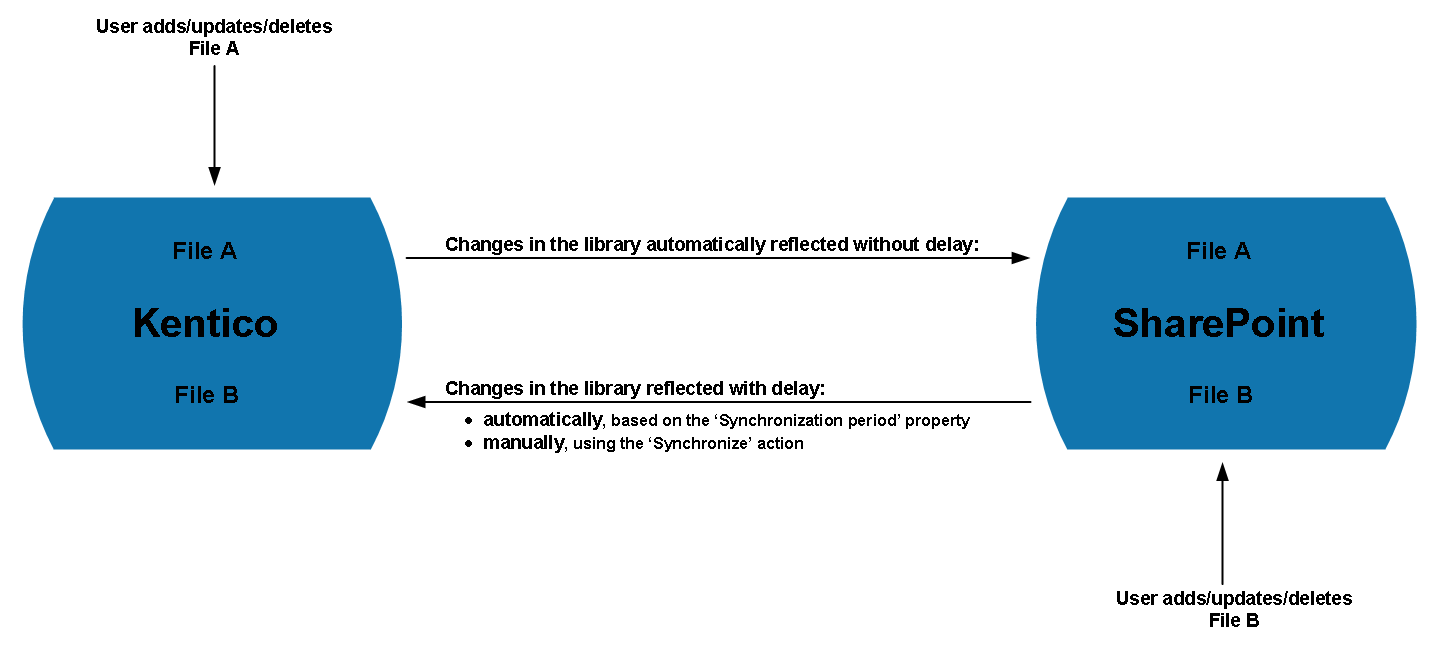 User adds/updates/deletes
File A
File A
Kentico
File B
Changes in the library automatically reflected without delay:
Changes in the library reflected with delay:
• automatically, based on the ‘Synchronization period’ property
• manually, using the ‘Synchronize’ action
File A
SharePoint
File B
User adds/updates/deletes
File B